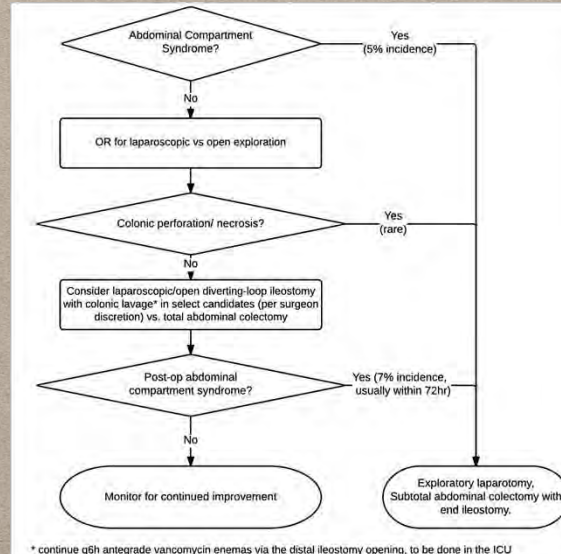 Abdominal Compartment
Syndrome?
Yes
(5% incidence)
No
OR for laparoscopic vs open exploration
Colonic perforation/ necrosis?
Yes
(rare)
No
Consider laparoscopic/open diverting-loop ileostomy
with colonic lavage* in select candidates (per surgeon
discretion) vs. total abdominal colectomy
Post-op abdominal
compartment syndrome?
Yes (7% incidence,
usually within 72hr)
No
Monitor for continued improvement
Exploratory laparotomy,
Subtotal abdominal colectomy with
end ileostomy.
* continue q6h antegrade vancomycin enemas via the distal ileostomy opening, to be done in the ICU